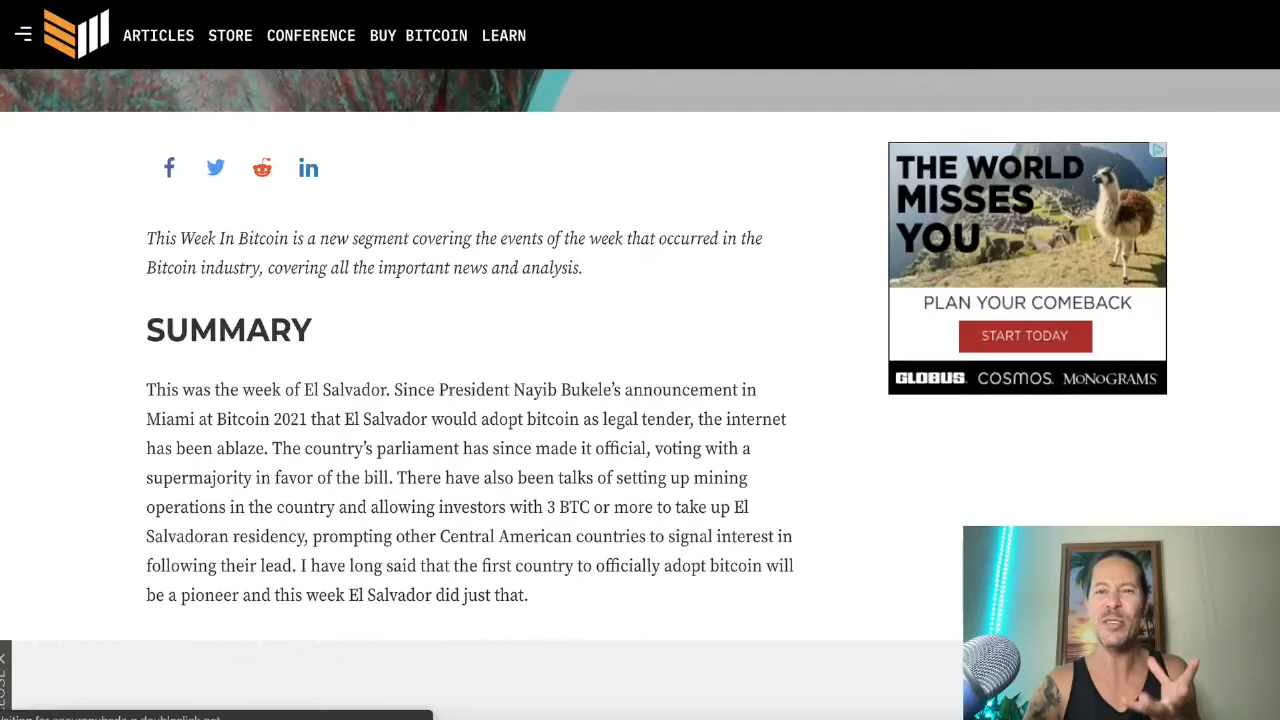 ARTICLES STORE CONFERENCE BUY BITCOIN LEARN
This Week In Bitcoin is a new segment covering the events of the week that occurred in the
Bitcoin industry, covering all the important news and analysis.
SUMMARY
This was the week of El Salvador. Since President Nayib Bukele’s announcement in
Miami at Bitcoin 2021 that El Salvador would adopt bitcoin as legal tender, the internet
has been ablaze. The country’s parliament has since made it official, voting with a
supermajority in favor of the bill. There have also been talks of setting up mining
operations in the country and allowing investors with 3 BTC or more to take up El
Salvadoran residency, prompting other Central American countries to signal interest in
following their lead. I have long said that the first country to officially adopt bitcoin will
be a pioneer and this week El Salvador did just that.
THE WORLD
MISSES
YOU
PLAN YOUR COMEBACK
START TODAY
GLOBUS. COSMOS. MONOGRAMS